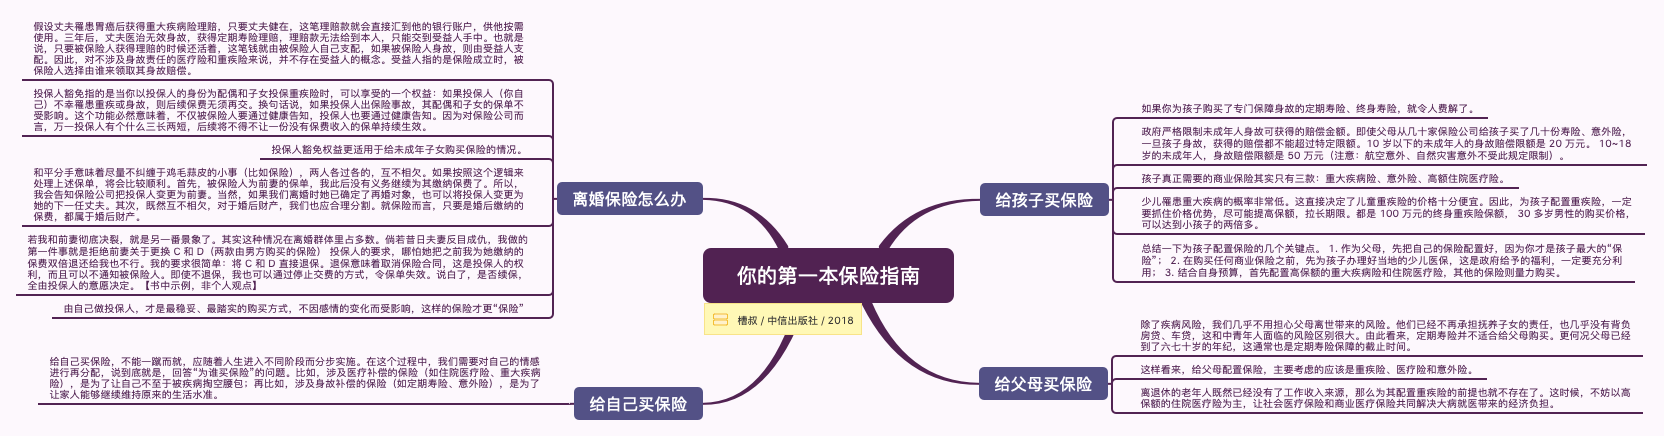 假设丈夫罹患胃癌后获得重大疾病险理赔，只要丈夫健在，这笔理赔款就会直接汇到他的银行账户，供他按需
使用。三年后，丈夫医治无效身故，获得定期寿险理赔，理赔款无法给到本人，只能交到受益人手中。也就是
说，只要被保险人获得理赔的时候还活着，这笔钱就由被保险人自己支配，如果被保险人身故，则由受益人支
配。因此，对不涉及身故责任的医疗险和重疾险来说，并不存在受益人的概念。受益人指的是保险成立时，被
保险人选择由谁来领取其身故赔偿。
投保人豁免指的是当你以投保人的身份为配偶和子女投保重疾险时，可以享受的一个权益：如果投保人（你自
己）不幸罹患重疾或身故，则后续保费无须再交。换句话说，如果投保人出保险事故，其配偶和子女的保单不
受影响。这个功能必然意味着，不仅被保险人要通过健康告知，投保人也要通过健康告知。因为对保险公司而
言，万一投保人有个什么三长两短，后续将不得不让一份没有保费收入的保单持续生效。
投保人豁免权益更适用于给未成年子女购买保险的情况。
和平分手意味着尽量不纠缠于鸡毛蒜皮的小事（比如保险），两人各过各的，互不相欠。如果按照这个逻辑来
处理上述保单，将会比较顺利。首先，被保险人为前妻的保单，我此后没有义务继续为其缴纳保费了。所以，
我会告知保险公司把投保人变更为前妻。当然，如果我们离婚时她已确定了再婚对象，也可以将投保人变更为
她的下一任丈夫。其次，既然互不相欠，对于婚后财产，我们也应合理分割。就保险而言，只要是婚后缴纳的
保费，都属于婚后财产。
若我和前妻彻底决裂，就是另一番景象了。其实这种情况在离婚群体里占多数。倘若昔日夫妻反目成仇，我做的
第一件事就是拒绝前妻关于更换 C 和 D（两款由男方购买的保险） 投保人的要求，哪怕她把之前我为她缴纳的
保费双倍退还给我也不行。我的要求很简单：将 C 和 D 直接退保。退保意味着取消保险合同，这是投保人的权
利，而且可以不通知被保险人。即使不退保，我也可以通过停止交费的方式，令保单失效。说白了，是否续保，
全由投保人的意愿决定。【书中示例，非个人观点】
由自己做投保人，才是最稳妥、最踏实的购买方式，不因感情的变化而受影响，这样的保险才更“保险”
离婚保险怎么办
给自己买保险，不能一蹴而就，应随着人生进入不同阶段而分步实施。在这个过程中，我们需要对自己的情感
进行再分配，说到底就是，回答“为谁买保险”的问题。比如，涉及医疗补偿的保险（如住院医疗险、重大疾病
险），是为了让自己不至于被疾病掏空腰包；再比如，涉及身故补偿的保险（如定期寿险、意外险），是为了
让家人能够继续维持原来的生活水准。
给自己买保险
你的第一本保险指南
槽叔 / 中信出版社 / 2018
如果你为孩子购买了专门保障身故的定期寿险、终身寿险，就令人费解了。
政府严格限制未成年人身故可获得的赔偿金额。即使父母从几十家保险公司给孩子买了几十份寿险、意外险，
一旦孩子身故，获得的赔偿都不能超过特定限额。10 岁以下的未成年人的身故赔偿限额是 20 万元。 10~18
岁的未成年人，身故赔偿限额是 50 万元（注意：航空意外、自然灾害意外不受此规定限制）。
孩子真正需要的商业保险其实只有三款：重大疾病险、意外险、高额住院医疗险。
少儿罹患重大疾病的概率非常低。这直接决定了儿童重疾险的价格十分便宜。因此，为孩子配置重疾险，一定
要抓住价格优势，尽可能提高保额，拉长期限。都是 100 万元的终身重疾险保额， 30 多岁男性的购买价格，
可以达到小孩子的两倍多。
总结一下为孩子配置保险的几个关键点。 1. 作为父母，先把自己的保险配置好，因为你才是孩子最大的“保
险”； 2. 在购买任何商业保险之前，先为孩子办理好当地的少儿医保，这是政府给予的福利，一定要充分利
用； 3. 结合自身预算，首先配置高保额的重大疾病险和住院医疗险，其他的保险则量力购买。
给孩子买保险
除了疾病风险，我们几乎不用担心父母离世带来的风险。他们已经不再承担抚养子女的责任，也几乎没有背负
房贷、车贷，这和中青年人面临的风险区别很大。由此看来，定期寿险并不适合给父母购买。更何况父母已经
到了六七十岁的年纪，这通常也是定期寿险保障的截止时间。
这样看来，给父母配置保险，主要考虑的应该是重疾险、医疗险和意外险。
离退休的老年人既然已经没有了工作收入来源，那么为其配置重疾险的前提也就不存在了。这时候，不妨以高
保额的住院医疗险为主，让社会医疗保险和商业医疗保险共同解决大病就医带来的经济负担。
给父母买保险